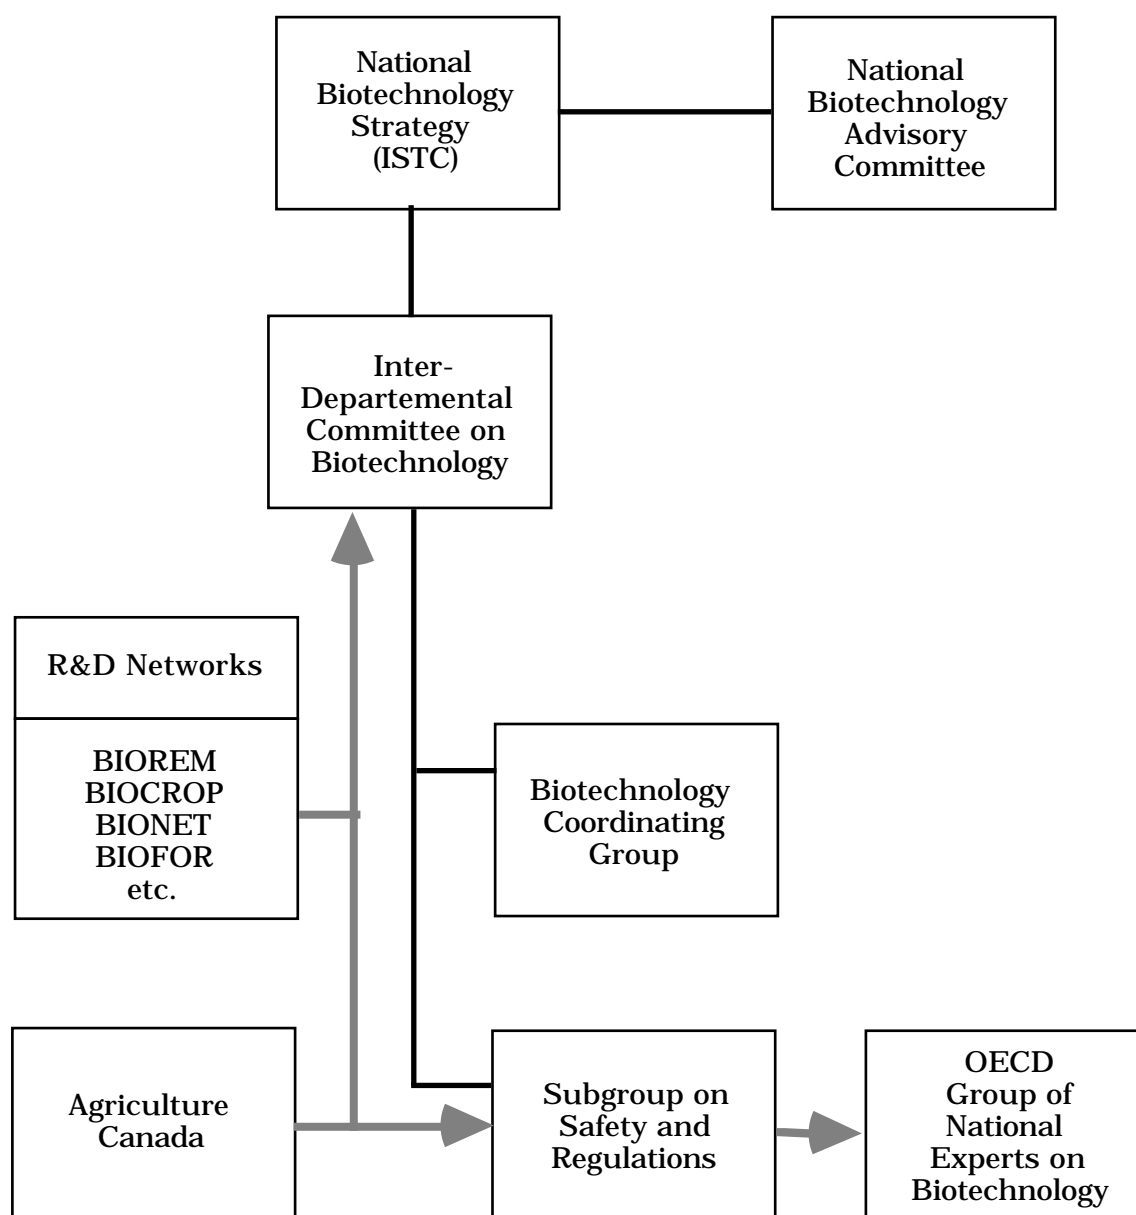 National
Biotechnology
Strategy
(ISTC)
National
Biotechnology
Advisory
Committee
Inter-
Departemental
Committee on
Biotechnology
R&D Networks
BIOREM
BIOCROP
BIONET
BIOFOR
etc.
Biotechnology
Coordinating
Group
Agriculture
Canada
Subgroup on
Safety and
Regulations
OECD
Group of
National
Experts on
Biotechnology